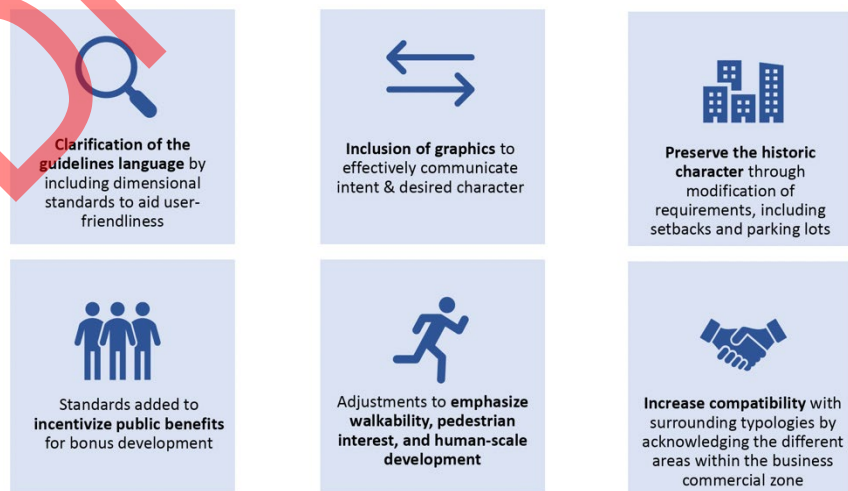 Clarification of the
guidelines language by
including dimensional
standards to aid user-
friendliness
Inclusion of graphics to
effectively communicate
intent & desired character
Preserve the historic
character through
modification of
requirements, including
setbacks and parking lots
Standards added to
incentivize public benefits
for bonus development
Adjustments to emphasize
walkability, pedestrian
interest, and human-scale
development
Increase compatibility with
surrounding typologies by
acknowledging the different
areas within the business
commercial zone